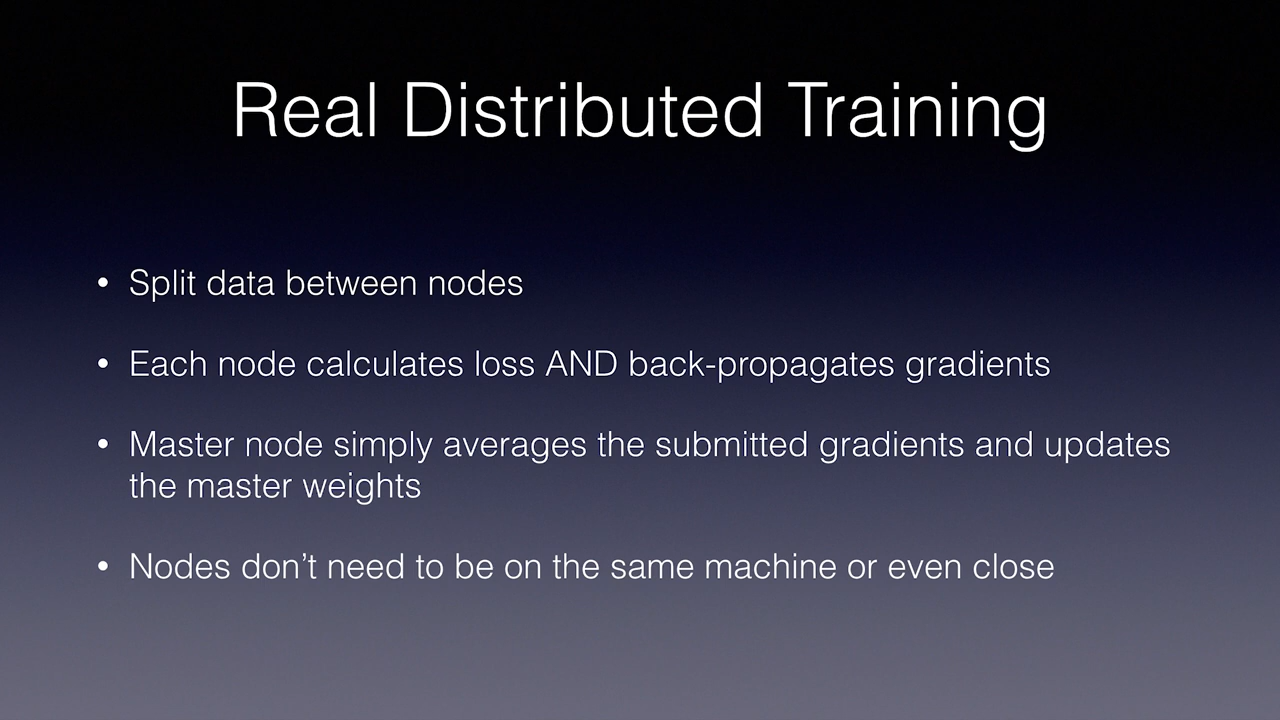 Real Distributed Training
• Split data between nodes
• Each node calculates loss AND back-propagates gradients
• Master node simply averages the submitted gradients and updates
the master weights
• Nodes don’t need to be on the same machine or even close